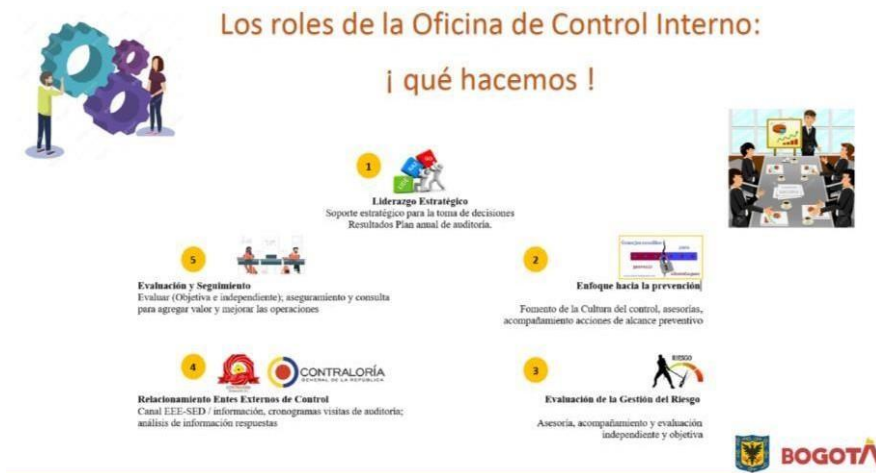 Los roles de la Oficina de Control Interno:
¡ qué hacemos !
1
Liderazgo Estratégico
Soporte estratégico para la toma de decisiones
Resultados Plan anual de auditoría.
5
Evaluación y Seguimiento
Evaluar (Objetiva e independiente); aseguramiento y consulta
para agregar valor y mejorar las operaciones
2
Enfoque hacia la prevención
Fomento de la Cultura del control, asesorías,
acompañamiento acciones de alcance preventivo
4
CONTRALORÍA
GENERAL DE LA REPÚBLICA
Relacionamiento Entes Externos de Control
Canal EEE-SED / información, cronogramas visitas de auditoría;
análisis de información respuestas
3
RIESGO
Evaluación de la Gestión del Riesgo
Asesoría, acompañamiento y evaluación
independiente y objetiva
BOGOTÁ